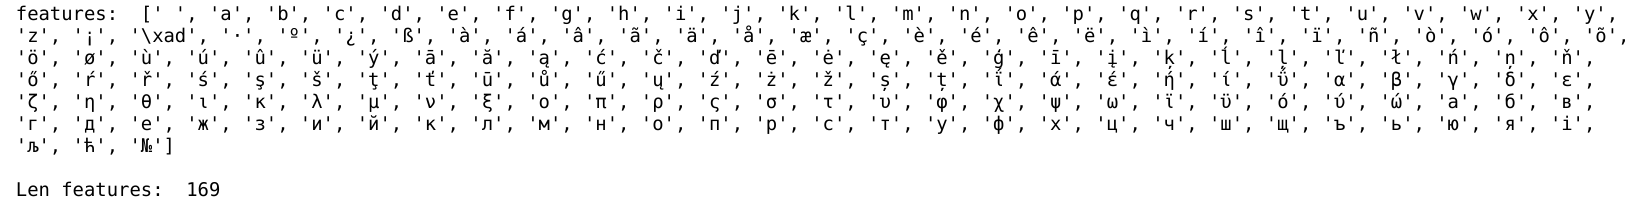 features:  [' ', 'a', 'b', 'c', 'd', 'e', 'f', 'g', 'h', 'i', 'j', 'k', 'l', 'm', 'n', 'o', 'p', 'q', 'r', 's', 't', 'u', 'v', 'w', 'x', 'y',
'z', '¡', '\xad', '·', 'º', '¿', 'ß', 'à', 'á', 'â', 'ã', 'ä', 'å', 'æ', 'ç', 'è', 'é', 'ê', 'ë', 'ì', 'í', 'î', 'ï', 'ñ', 'ò', 'ó', 'ô', 'õ',
'ö', 'ø', 'ù', 'ú', 'û', 'ü', 'ý', 'ā', 'ă', 'ą', 'ć', 'č', 'ď', 'ē', 'ė', 'ę', 'ě', 'ģ', 'ī', 'į', 'ķ', 'ĺ', 'ļ', 'ľ', 'ł', 'ń', 'ņ', 'ň',
'ő', 'ŕ', 'ř', 'ś', 'ş', 'š', 'ţ', 'ť', 'ū', 'ů', 'ű', 'ų', 'ź', 'ż', 'ž', 'ș', 'ț', 'ΐ', 'ά', 'έ', 'ή', 'ί', 'ΰ', 'α', 'β', 'γ', 'δ', 'ε',
'ζ', 'η', 'θ', 'ι', 'κ', 'λ', 'μ', 'ν', 'ξ', 'ο', 'π', 'ρ', 'ς', 'σ', 'τ', 'υ', 'φ', 'χ', 'ψ', 'ω', 'ϊ', 'ϋ', 'ό', 'ύ', 'ώ', 'а', 'б', 'в',
'г', 'д', 'е', 'ж', 'з', 'и', 'й', 'к', 'л', 'м', 'н', 'о', 'п', 'р', 'с', 'т', 'у', 'ф', 'х', 'ц', 'ч', 'ш', 'щ', 'ъ', 'ь', 'ю', 'я', 'і',
'љ', 'ћ', '№']
Len features:  169